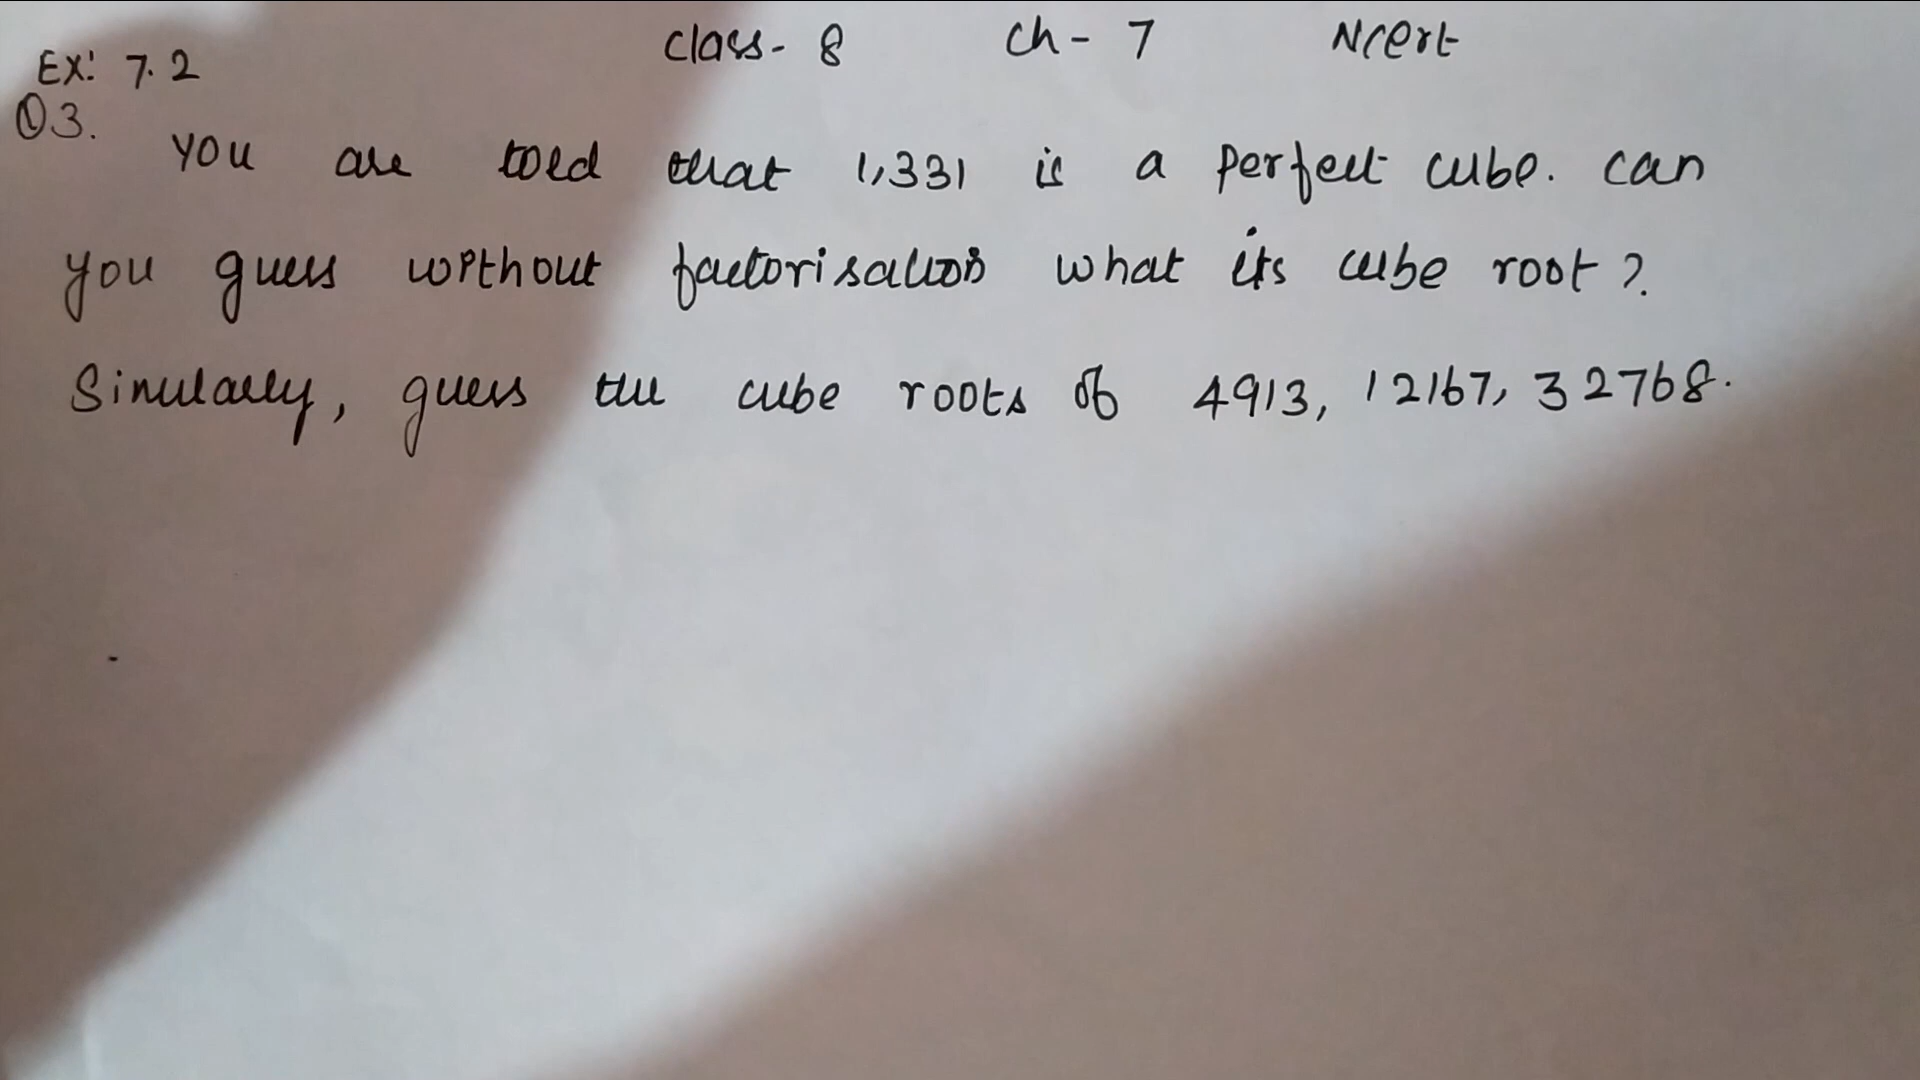 Class - 8 Ch - 7 Ncert
Ex: 7.2
Q3.
You are told that 1,331 is a perfect cube. can
you guess without factorisation what its cube root?
Similarly, guess the cube roots of 4913, 12167, 32768.